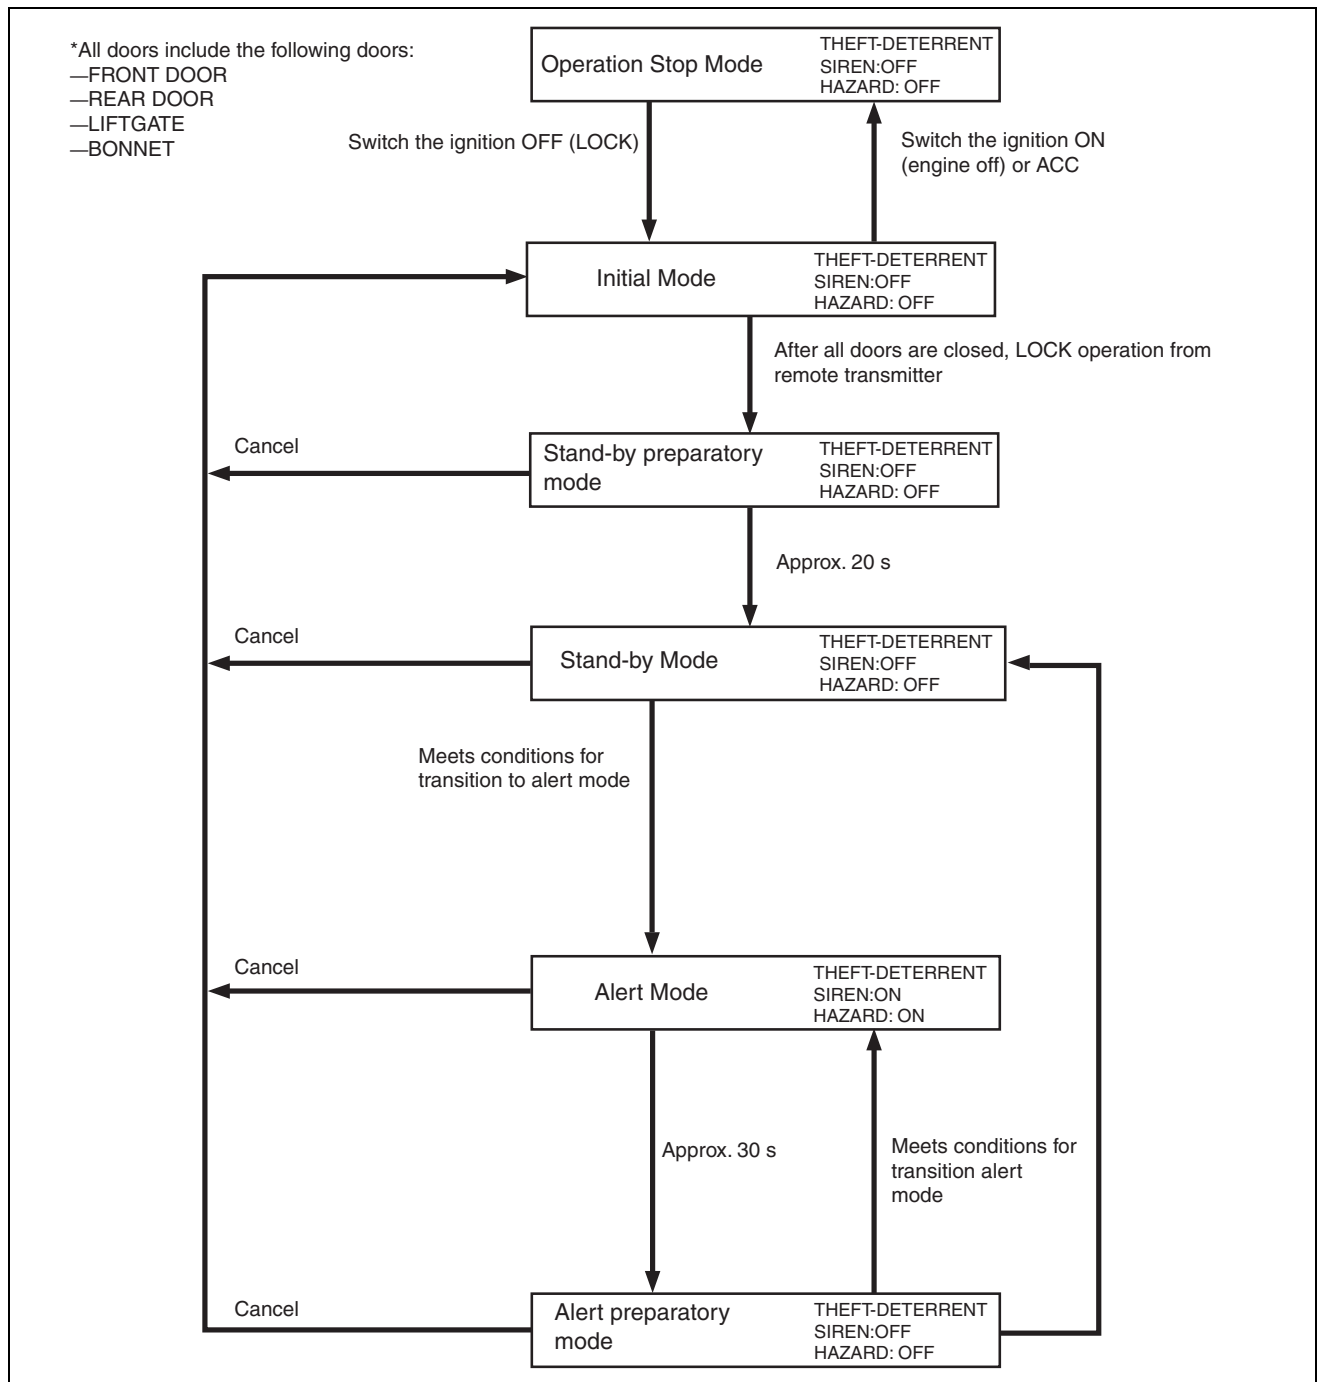 *All doors include the following doors:
—FRONT DOOR
—REAR DOOR
—LIFTGATE
—BONNET
Operation Stop Mode
THEFT-DETERRENT
SIREN:OFF
HAZARD: OFF
Switch the ignition OFF (LOCK)
Switch the ignition ON
(engine off) or ACC
Initial Mode
THEFT-DETERRENT
SIREN:OFF
HAZARD: OFF
After all doors are closed, LOCK operation from
remote transmitter
Cancel
Stand-by preparatory
mode
THEFT-DETERRENT
SIREN:OFF
HAZARD: OFF
Approx. 20 s
Cancel
Stand-by Mode
THEFT-DETERRENT
SIREN:OFF
HAZARD: OFF
Meets conditions for
transition to alert mode
Cancel
Alert Mode
THEFT-DETERRENT
SIREN:ON
HAZARD: ON
Approx. 30 s
Meets conditions for
transition alert
mode
Cancel
Alert preparatory
mode
THEFT-DETERRENT
SIREN:OFF
HAZARD: OFF